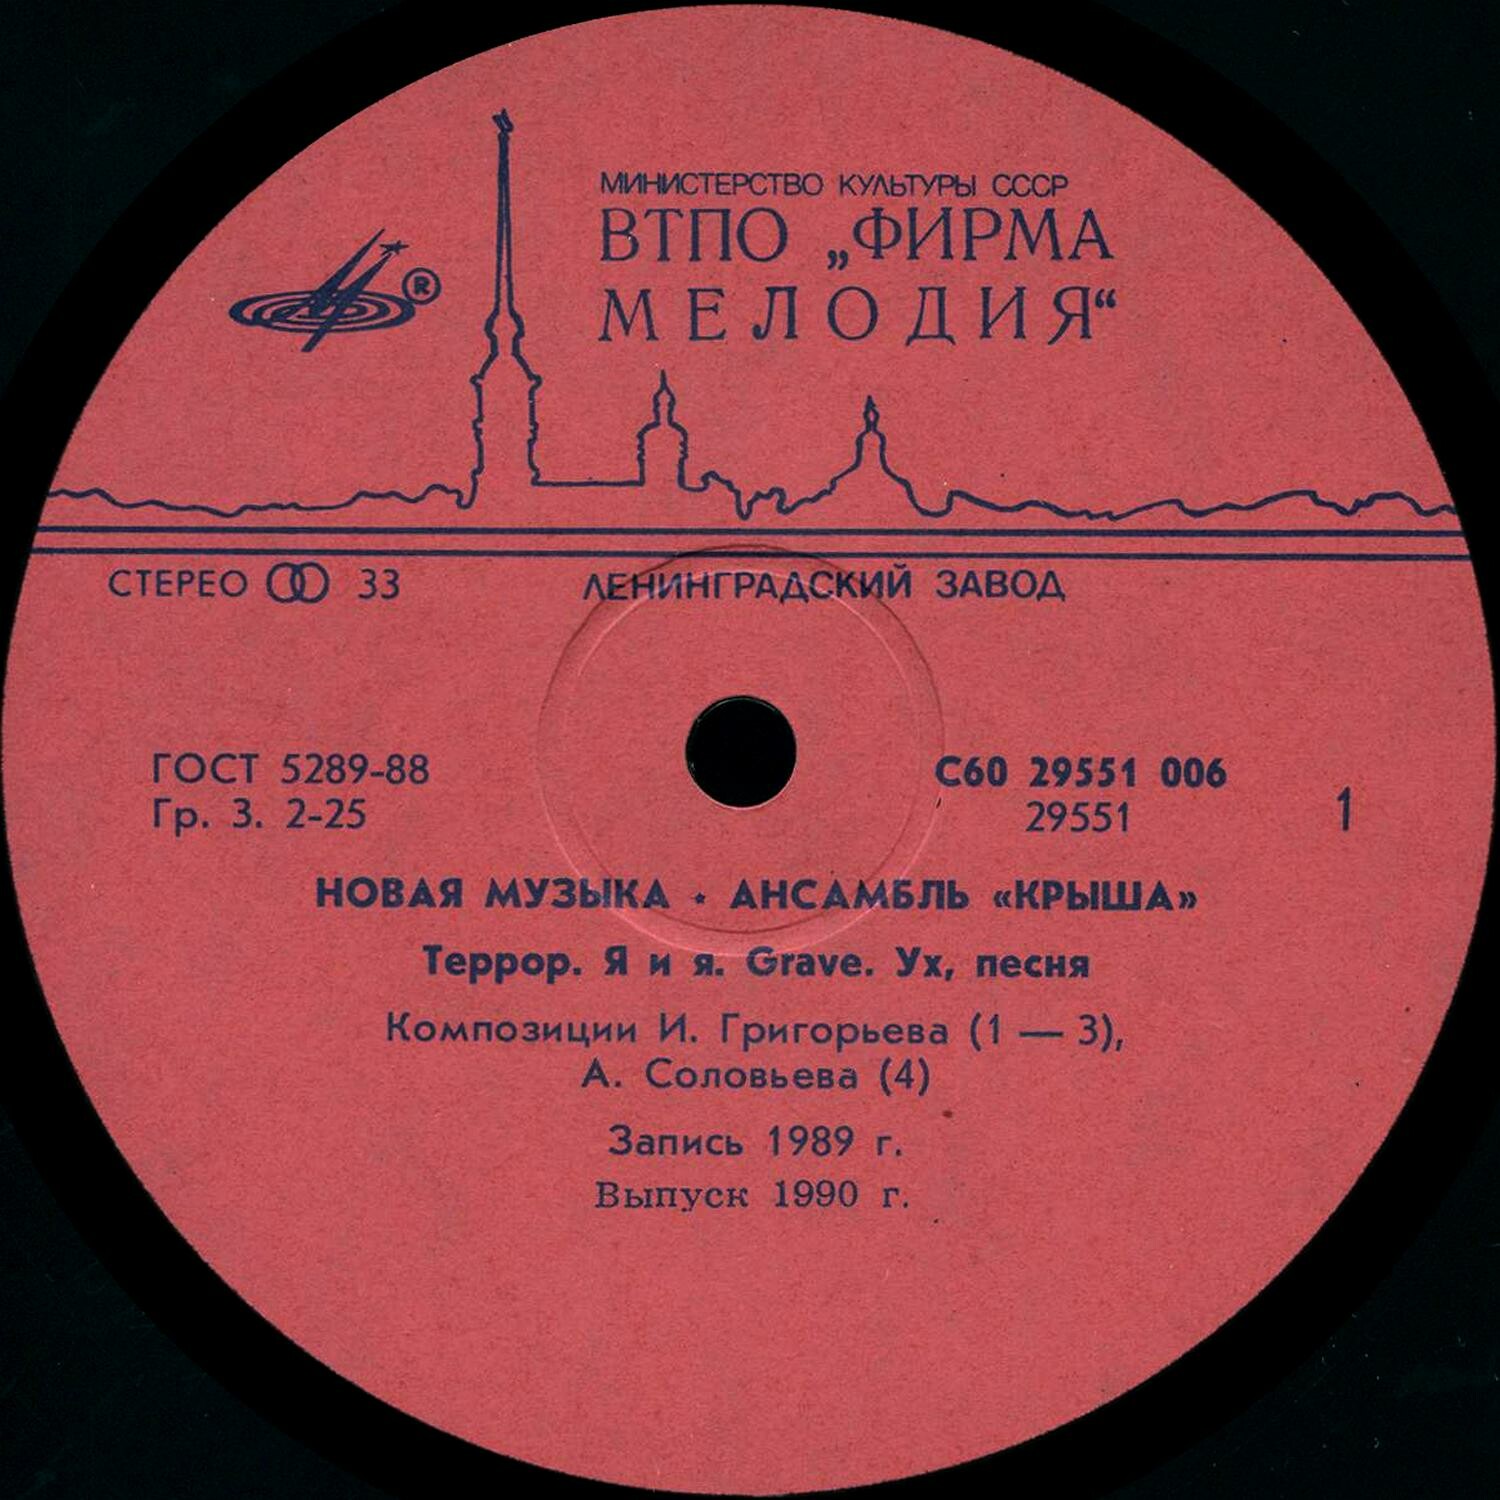 МИНИСТЕРСТВО КУЛЬТУРЫ СССР
ВТПО „ФИРМА
МЕЛОДИЯ“
®
СТЕРЕО 33
ЛЕНИНГРАДСКИЙ ЗАВОД
ГОСТ 5289-88
Гр. 3. 2-25
С60 29551 006
29551
1
НОВАЯ МУЗЫКА ⋆ АНСАМБЛЬ «КРЫША»
Террор. Я и я. Grave. Ух, песня
Композиции И. Григорьева (1 — 3),
А. Соловьева (4)
Запись 1989 г.
Выпуск 1990 г.